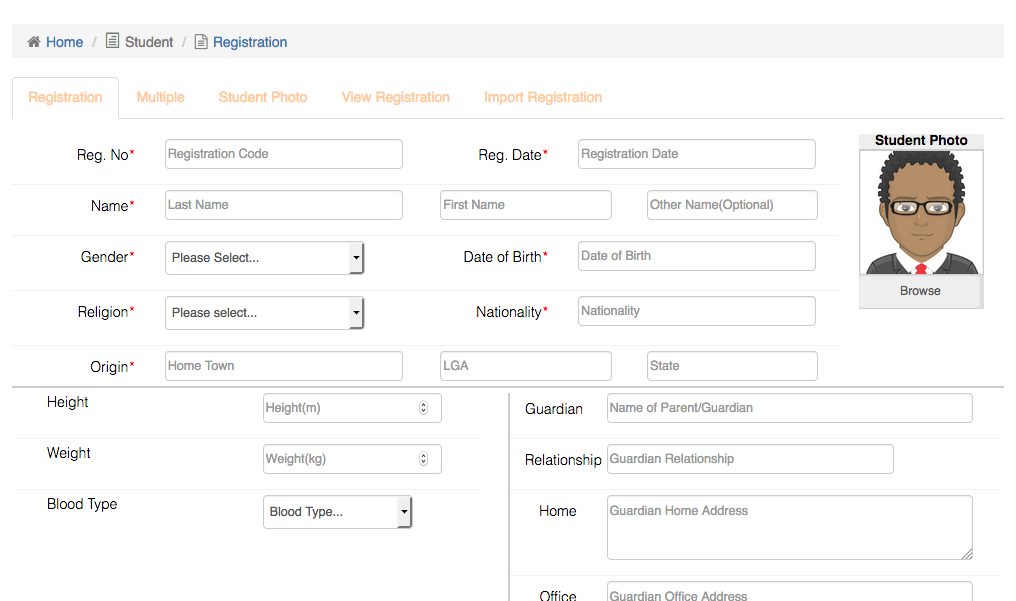 Home / Student / Registration
Registration Multiple Student Photo View Registration Import Registration
Student Photo
Reg. No* Registration Code Reg. Date* Registration Date
Name* Last Name First Name Other Name(Optional)
Gender* Please Select... Date of Birth* Date of Birth
Browse
Religion* Please select... Nationality* Nationality
Origin* Home Town LGA State
Height Height(m)
Weight Weight(kg)
Blood Type Blood Type...
Guardian Name of Parent/Guardian
Relationship Guardian Relationship
Home Guardian Home Address
Office Guardian Office Address